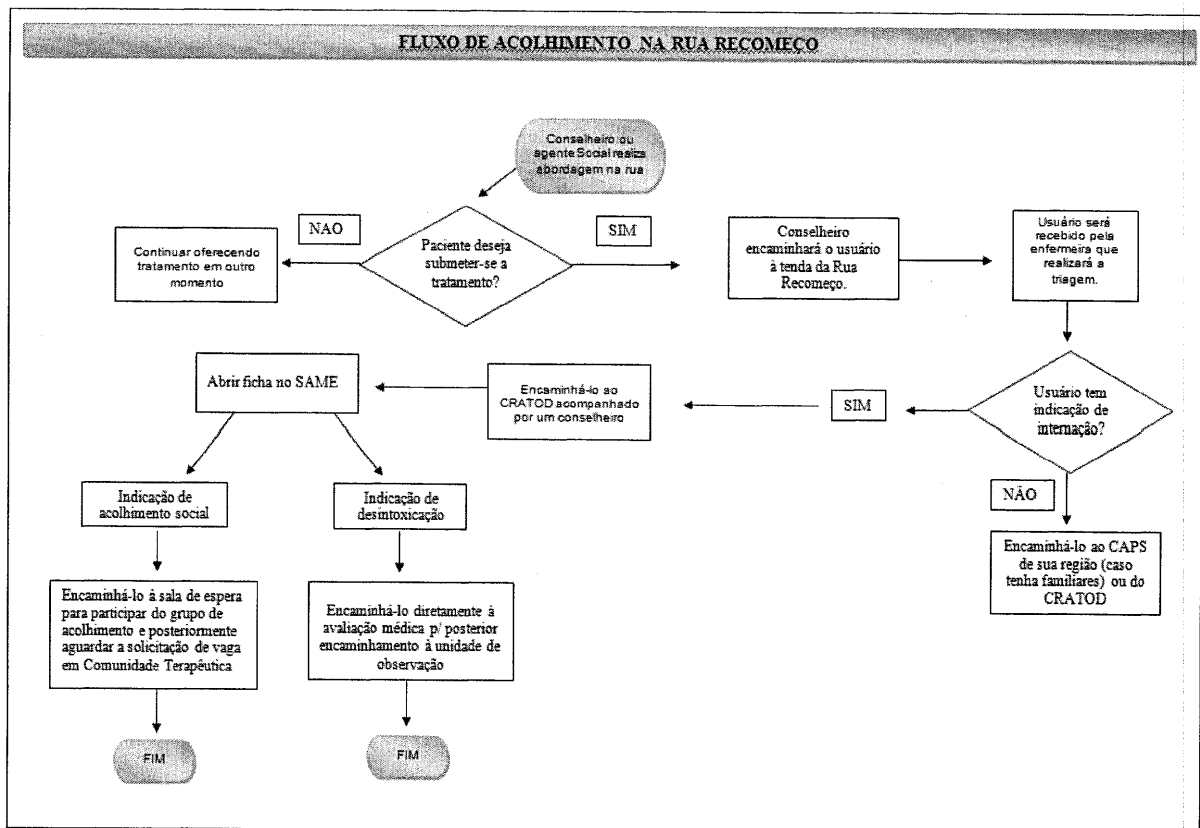 FLUXO DE ACOLHIMENTO NA RUA RECOMEÇO
Conselheiro ou
agente Social realiza
abordagem na rua
NAO
SIM
Paciente deseja
submeter-se a
tratamento?
Continuar oferecendo
tratamento em outro
momento
Conselheiro
encaminhará o usuário
à tenda da Rua
Recomeço.
Usuário será
recebido pela
enfermeira que
realizará a
triagem.
Usuário tem
indicação de
internação?
SIM
Encaminhá-lo ao
CRATOD acompanhado
por um conselheiro
Abrir ficha no SAME
NÃO
Encaminhá-lo ao CAPS
de sua região (caso
tenha familiares) ou do
CRATOD
Indicação de
acolhimento social
Indicação de
desintoxicação
Encaminhá-lo à sala de espera
para participar do grupo de
acolhimento e posteriormente
aguardar a solicitação de vaga
em Comunidade Terapêutica
Encaminhá-lo diretamente à
avaliação médica p/ posterior
encaminhamento à unidade de
observação
FIM
FIM